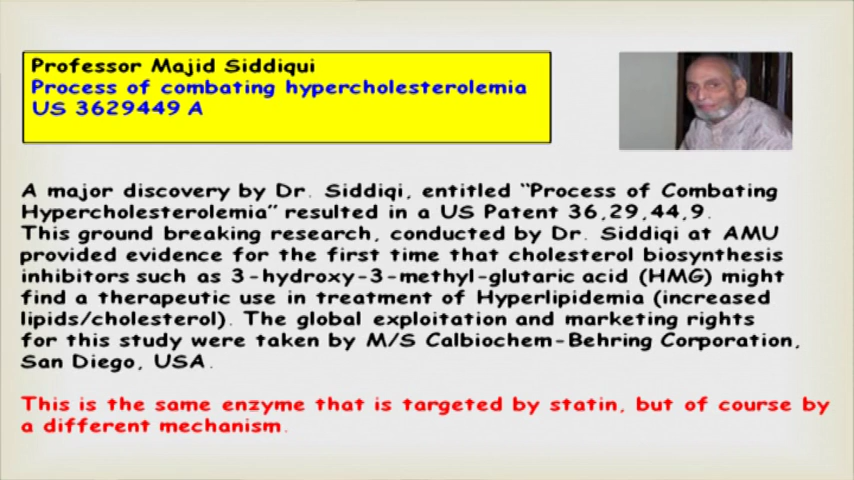 Professor Majid Siddiqui
Process of combating hypercholesterolemia
US 3629449 A
A major discovery by Dr. Siddiqi, entitled “Process of Combating
Hypercholesterolemia” resulted in a US Patent 36,29,44,9.
This ground breaking research, conducted by Dr. Siddiqi at AMU
provided evidence for the first time that cholesterol biosynthesis
inhibitors such as 3-hydroxy-3-methyl-glutaric acid (HMG) might
find a therapeutic use in treatment of Hyperlipidemia (increased
lipids/cholesterol). The global exploitation and marketing rights
for this study were taken by M/S Calbiochem-Behring Corporation,
San Diego, USA.
This is the same enzyme that is targeted by statin, but of course by
a different mechanism.